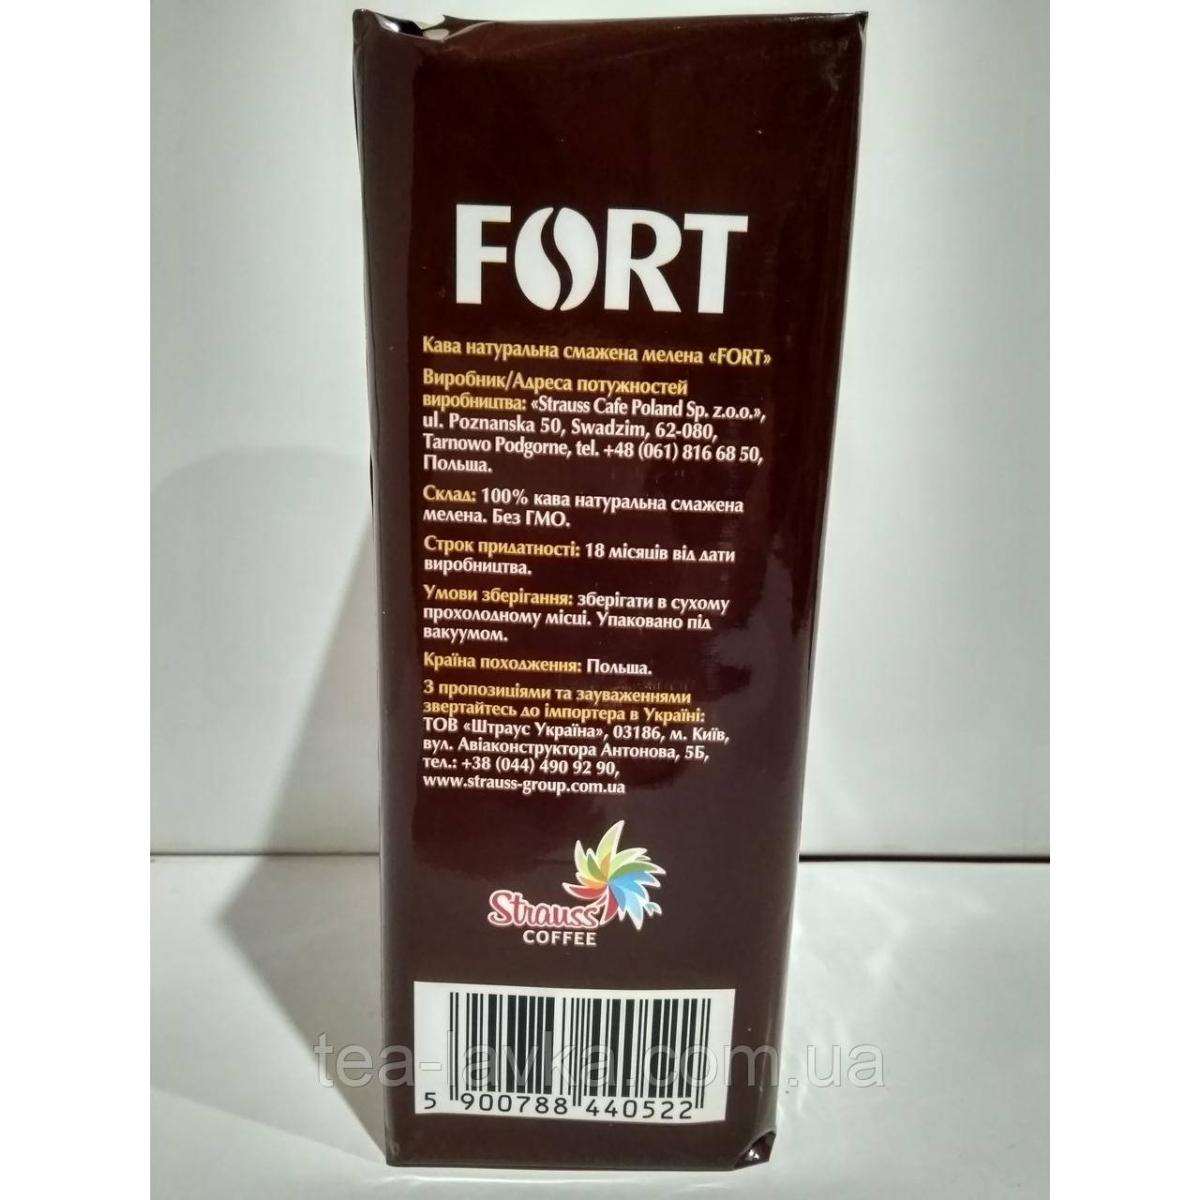 FORT
Кава натуральна смажена мелена «FORT»
Виробник/Адреса потужностей
виробництва: «Strauss Cafe Poland Sp. z.o.o.»,
ul. Poznanska 50, Swadzim, 62-080,
Tarnowo Podgorne, tel. +48 (061) 816 68 50,
Польша.
Склад: 100% кава натуральна смажена
мелена. Без ГМО.
Строк придатності: 18 місяців від дати
виробництва.
Умови зберігання: зберігати в сухому
прохолодному місці. Упаковано під
вакуумом.
Країна походження: Польша.
З пропозиціями та зауваженнями
звертайтесь до імпортера в Україні:
ТОВ «Штраус Україна», 03186, м. Київ,
вул. Авіаконструктора Антонова, 5Б,
тел.: +38 (044) 490 92 90,
www.strauss-group.com.ua
Strauss
COFFEE
tea-lavka.com.ua
5 900788 440522